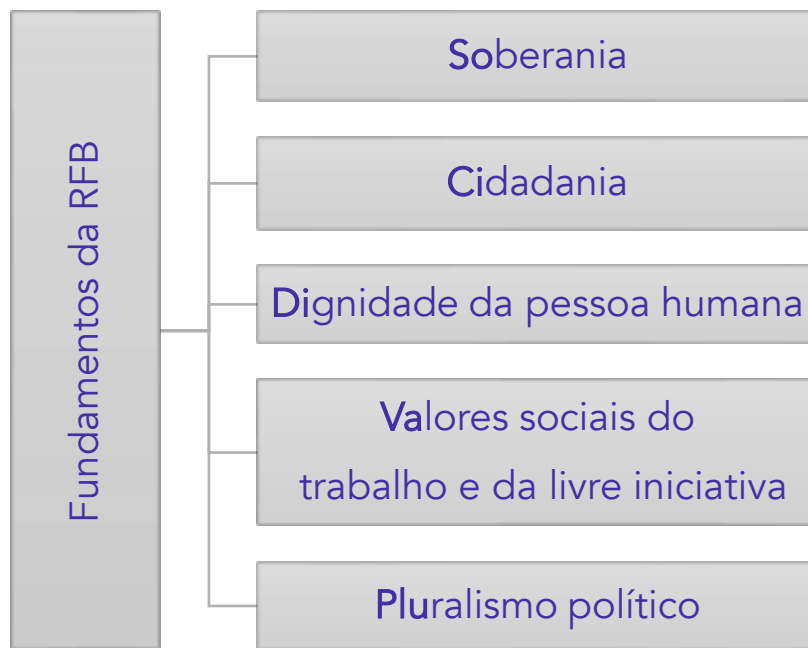 Fundamentos da RFB
Soberania
Cidadania
Dignidade da pessoa humana
Valores sociais do
trabalho e da livre iniciativa
Pluralismo político